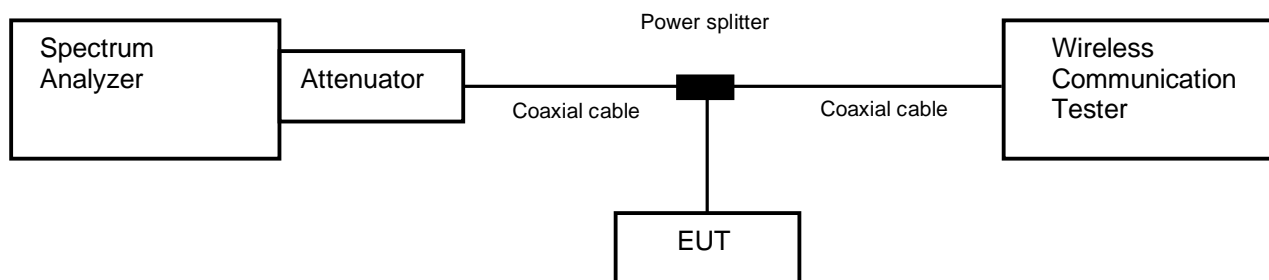 Power splitter
Spectrum
Analyzer
Attenuator
Coaxial cable
Coaxial cable
Wireless
Communication
Tester
EUT